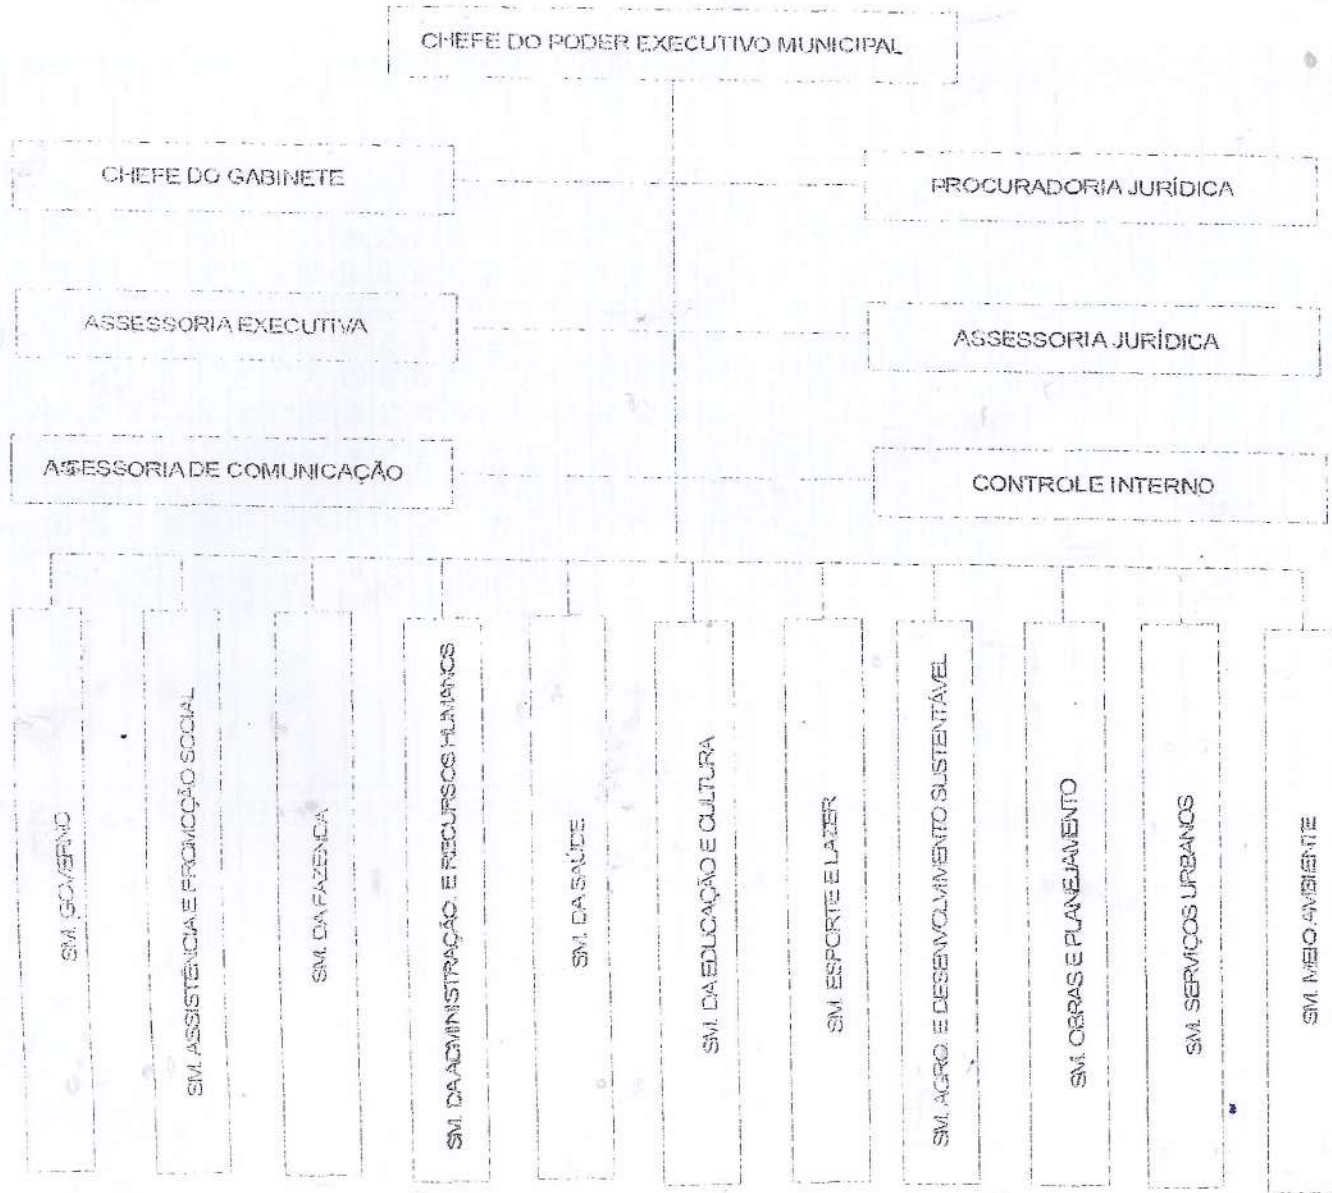 CHEFE DO PODER EXECUTIVO MUNICIPAL
CHEFE DO GABINETE
PROCURADORIA JURÍDICA
ASSESSORIA EXECUTIVA
ASSESSORIA JURÍDICA
ASSESSORIA DE COMUNICAÇÃO
CONTROLE INTERNO
SM. GOVERNO
SM. ASSISTÊNCIA E PROMOÇÃO SOCIAL
SM. DA FAZENDA
SM. DA ADMINISTRAÇÃO. E RECURSOS HUMANOS
SM. DA SAÚDE.
SM. DA EDUCAÇÃO E CULTURA
SM. ESPORTE E LAZER
SM. AGRO. E DESENVOLVIMENTO SUSTENTÁVEL
SM. OBRAS E PLANEJAMENTO
SM. SERVIÇOS URBANOS
SM. MEIO AMBIENTE